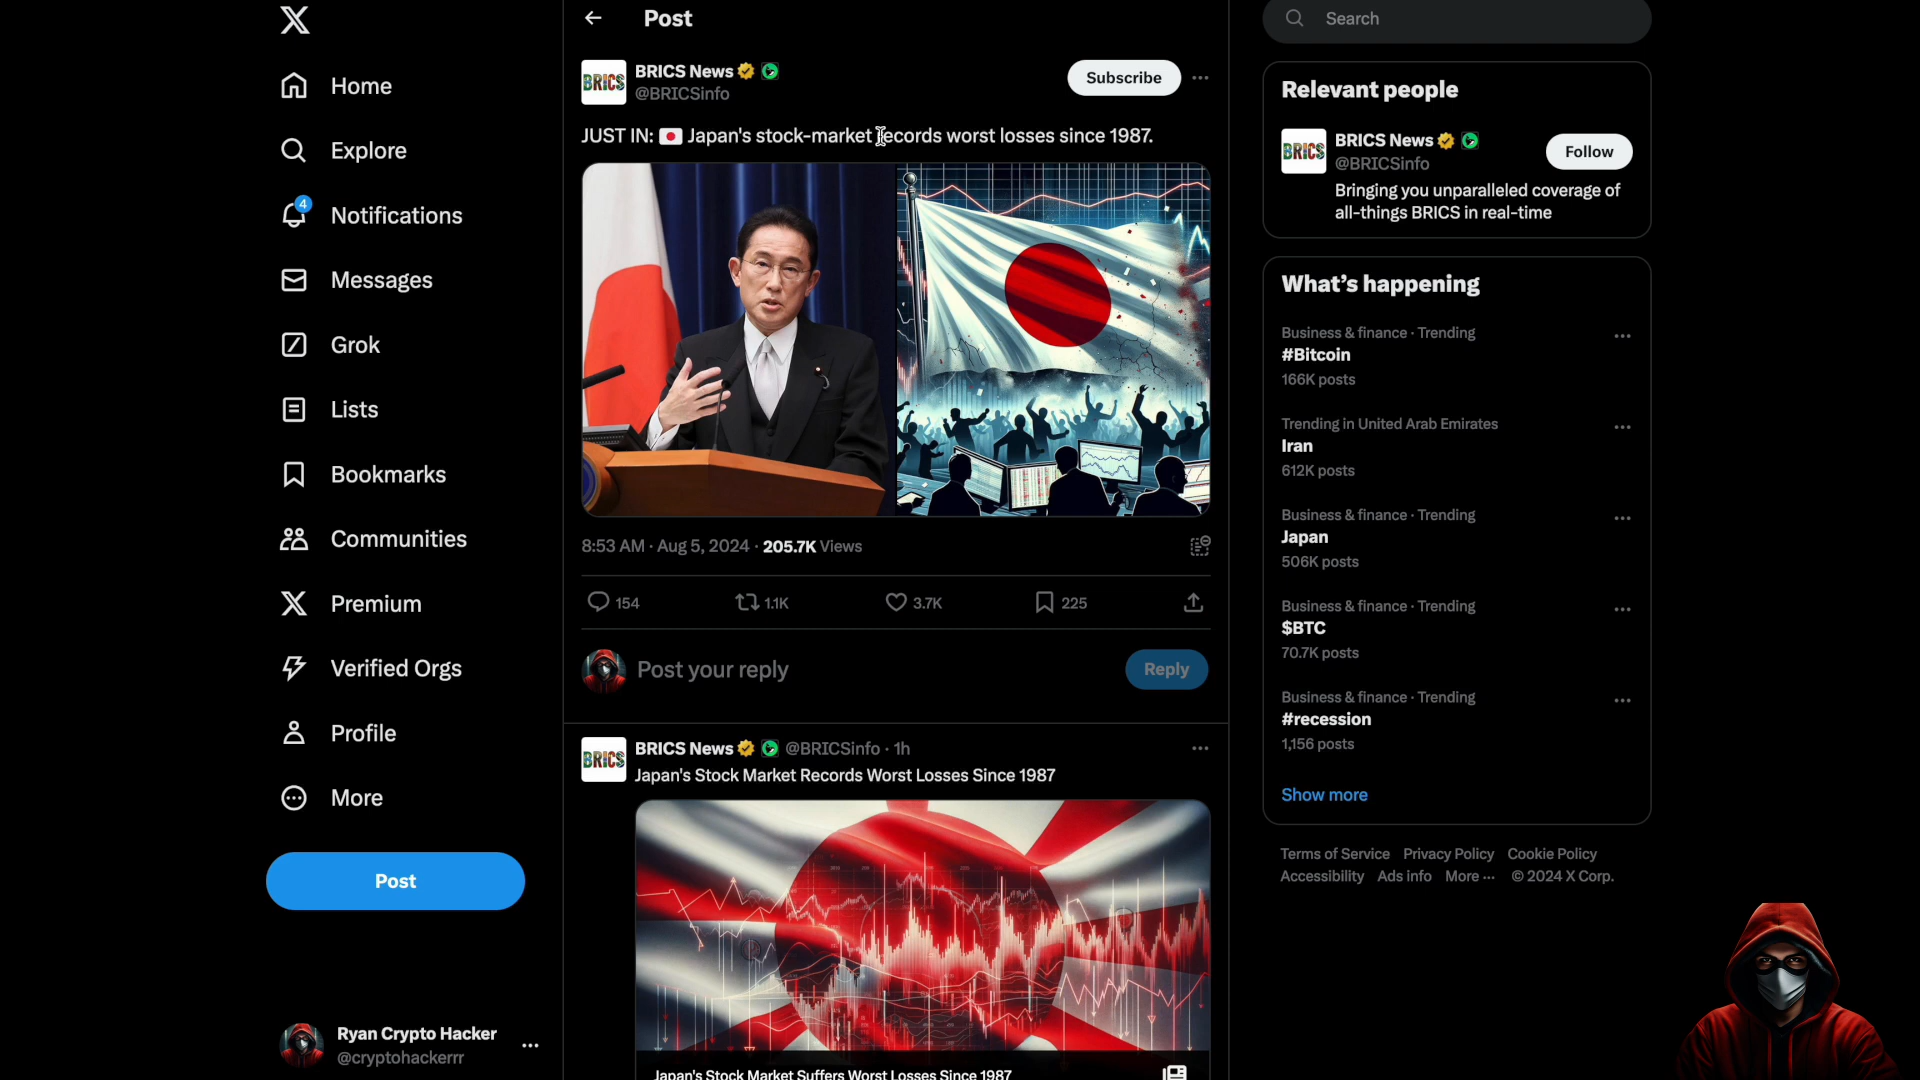 Home
Explore
4
Notifications
Messages
Grok
Lists
Bookmarks
Communities
Premium
Verified Orgs
Profile
More
Post
Ryan Crypto Hacker
@cryptohackerrr
Post
BRICS
BRICS News
@BRICSinfo
Subscribe
JUST IN: 🇯🇵 Japan's stock-market records worst losses since 1987.
8:53 AM · Aug 5, 2024 · 205.7K Views
154
1.1K
3.7K
225
Post your reply
Reply
BRICS
BRICS News @BRICSinfo · 1h
Japan's Stock Market Records Worst Losses Since 1987
Japan's Stock Market Suffers Worst Losses Since 1987
Search
Relevant people
BRICS
BRICS News
@BRICSinfo
Follow
Bringing you unparalleled coverage of
all-things BRICS in real-time
What's happening
Business & finance · Trending
#Bitcoin
166K posts
Trending in United Arab Emirates
Iran
612K posts
Business & finance · Trending
Japan
506K posts
Business & finance · Trending
$BTC
70.7K posts
Business & finance · Trending
#recession
1,156 posts
Show more
Terms of Service Privacy Policy Cookie Policy
Accessibility Ads info More ··· © 2024 X Corp.